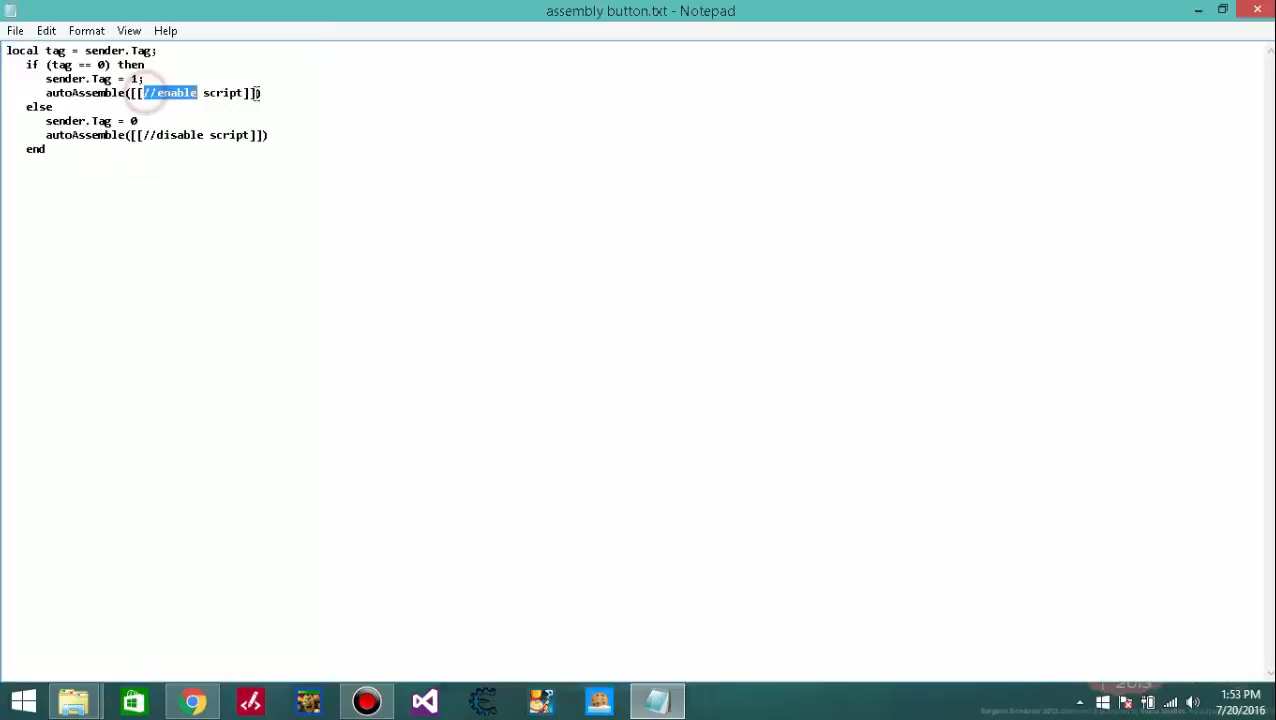 assembly button.txt - Notepad
File Edit Format View Help
local tag = sender.Tag;
if (tag == 0) then
sender.Tag = 1;
autoAssemble([[//enable script]])
else
sender.Tag = 0
autoAssemble([[//disable script]])
end
1:53 PM
7/20/2016